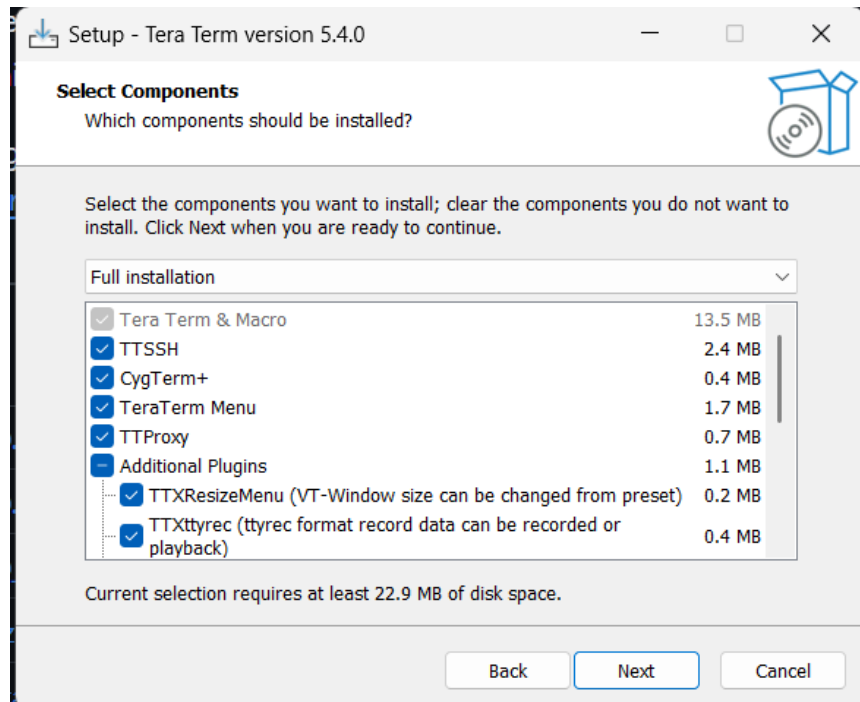 Setup - Tera Term version 5.4.0
Select Components
Which components should be installed?
Select the components you want to install; clear the components you do not want to
install. Click Next when you are ready to continue.
Full installation
Tera Term & Macro 13.5 MB
TTSSH 2.4 MB
CygTerm+ 0.4 MB
TeraTerm Menu 1.7 MB
TTProxy 0.7 MB
Additional Plugins 1.1 MB
TTXResizeMenu (VT-Window size can be changed from preset) 0.2 MB
TTXttyrec (ttyrec format record data can be recorded or
playback) 0.4 MB
Current selection requires at least 22.9 MB of disk space.
Back Next Cancel